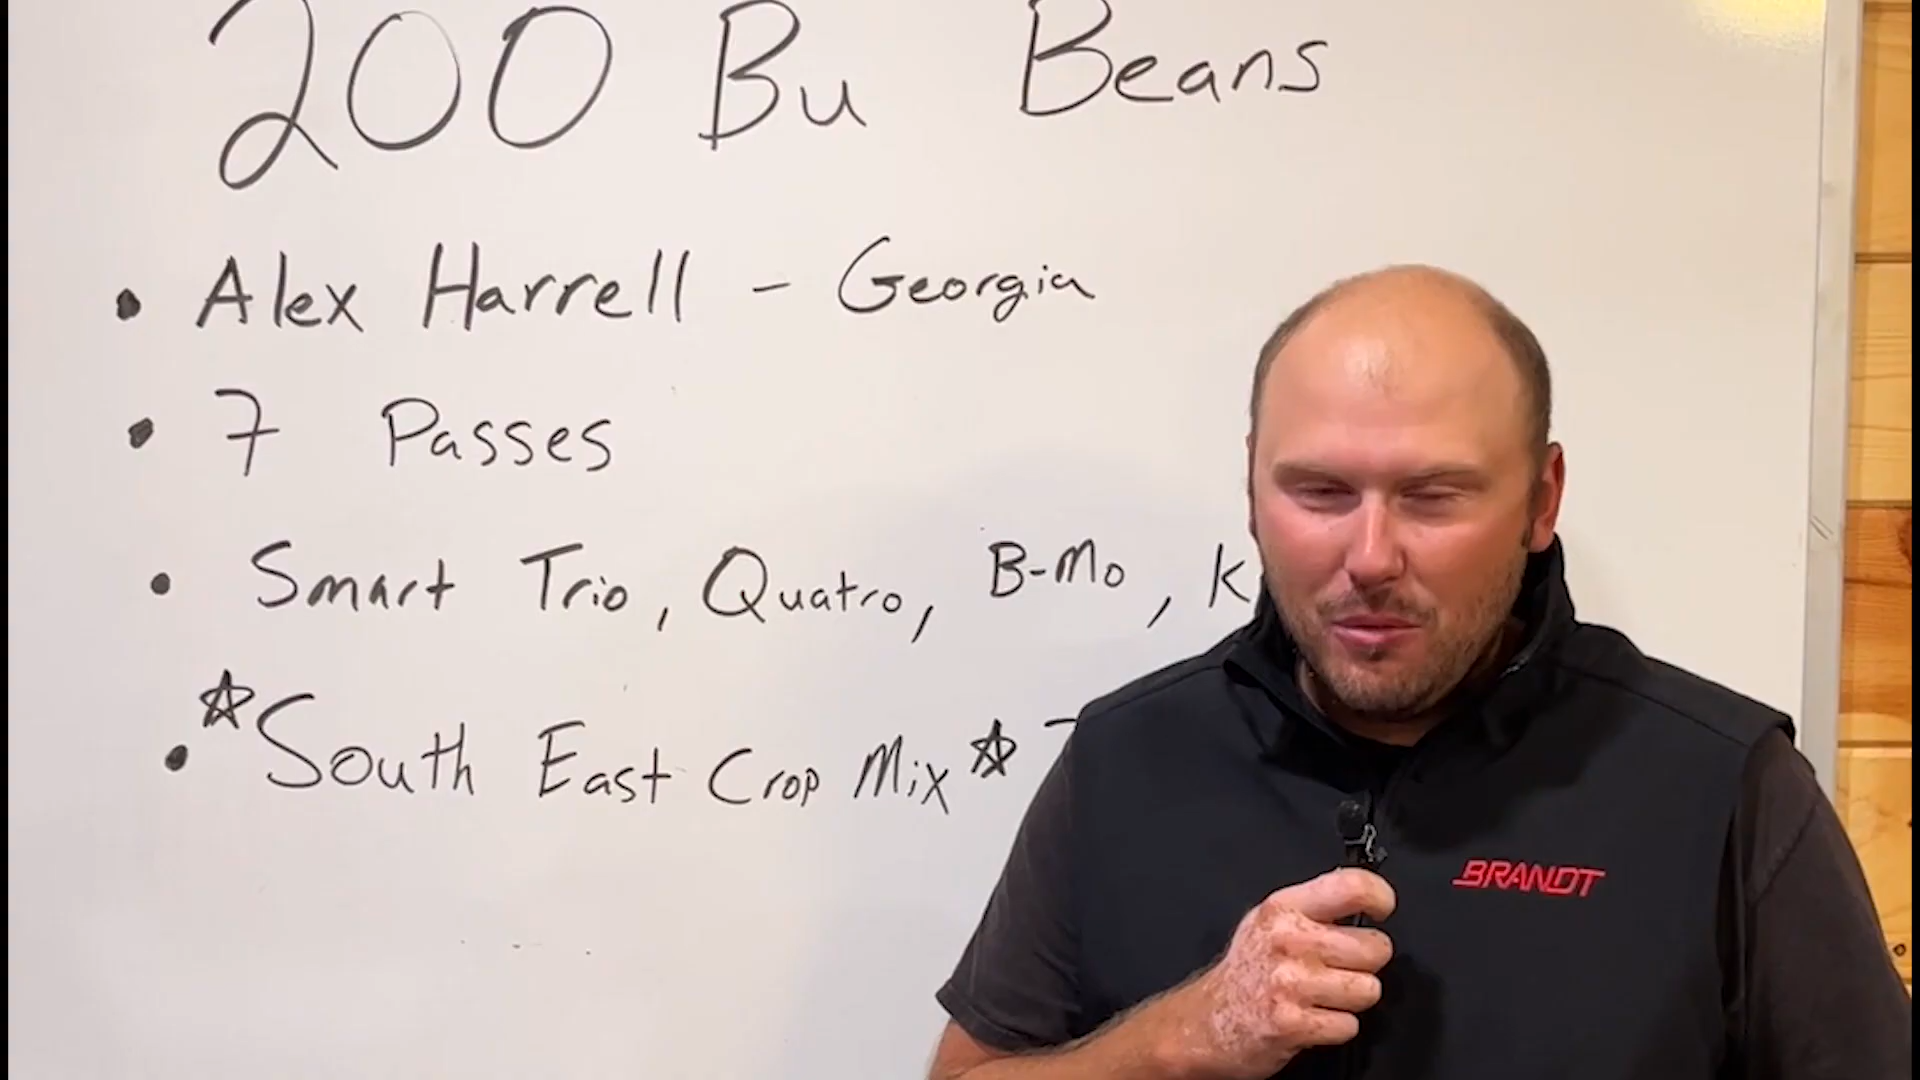 200 Bu Beans
• Alex Harrell - Georgia
• 7 Passes
• Smart Trio, Quatro, B-Mo, K
• ☆South East Crop Mix☆
BRANDT